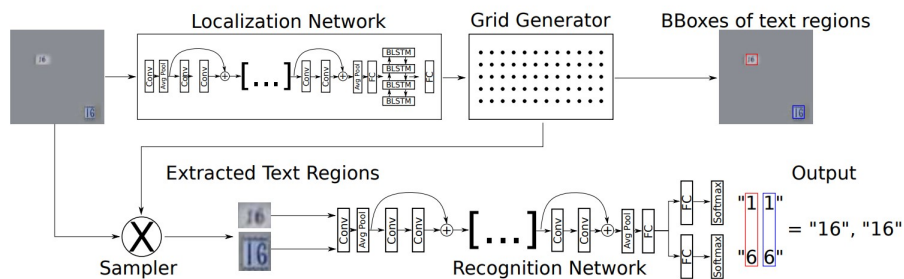 Localization Network
Grid Generator
BBoxes of text regions
16
16
Conv
Avg Pool
Conv
Conv
+
[...]
Conv
Conv
+
Avg Pool
FC
BLSTM
BLSTM
BLSTM
BLSTM
FC
16
16
Extracted Text Regions
Output
16
16
X
Sampler
Conv
Avg Pool
Conv
Conv
+
[...]
Conv
Conv
+
Avg Pool
FC
FC
Softmax
FC
Softmax
"1 1"
"6 6"
= "16", "16"
Recognition Network